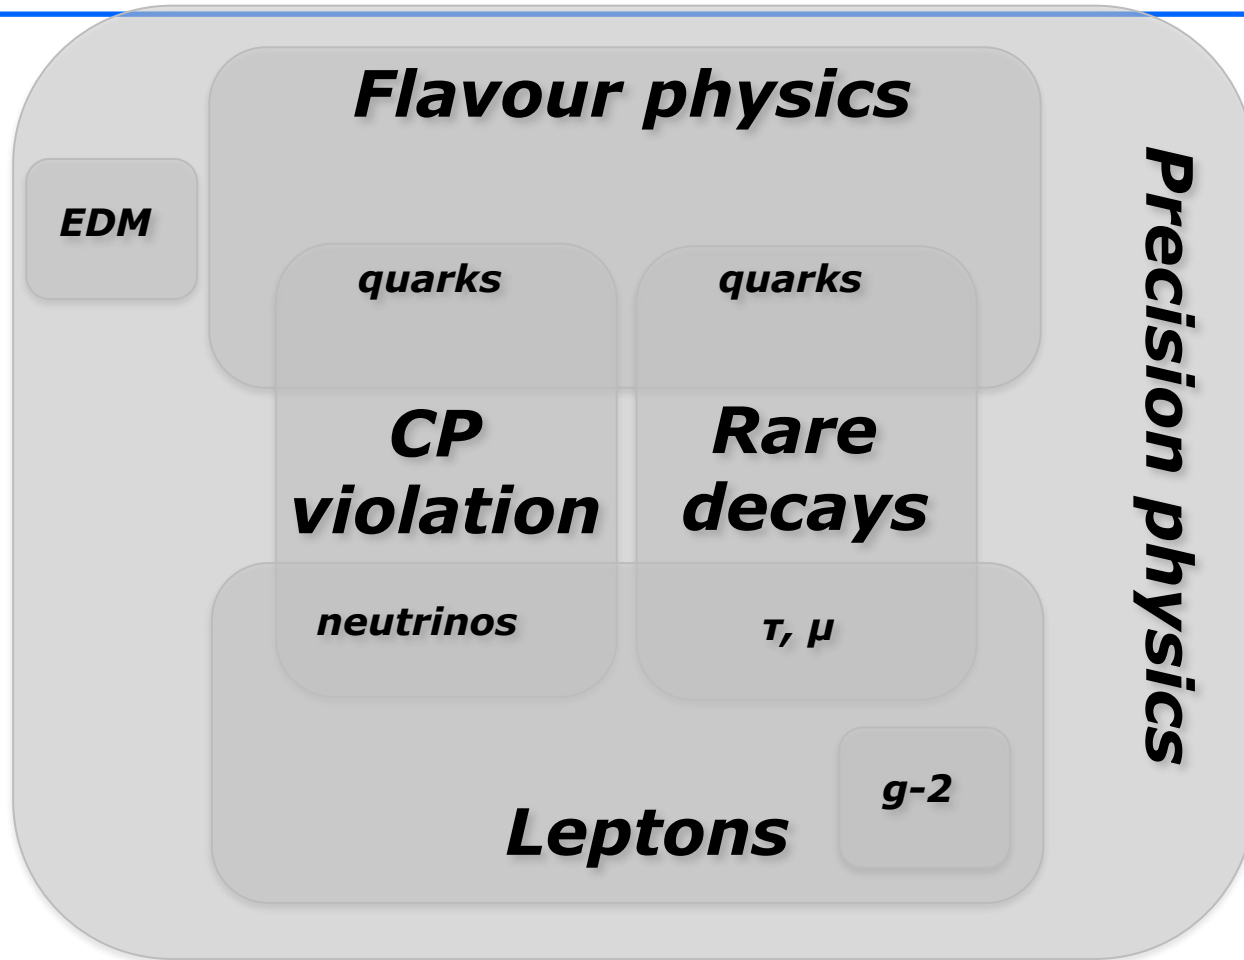 Flavour physics
EDM
quarks
quarks
CP
violation
Rare
decays
neutrinos
τ, μ
g-2
Leptons
Precision physics